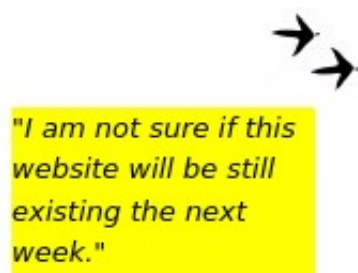 "I am not sure if this
website will be still
existing the next
week."